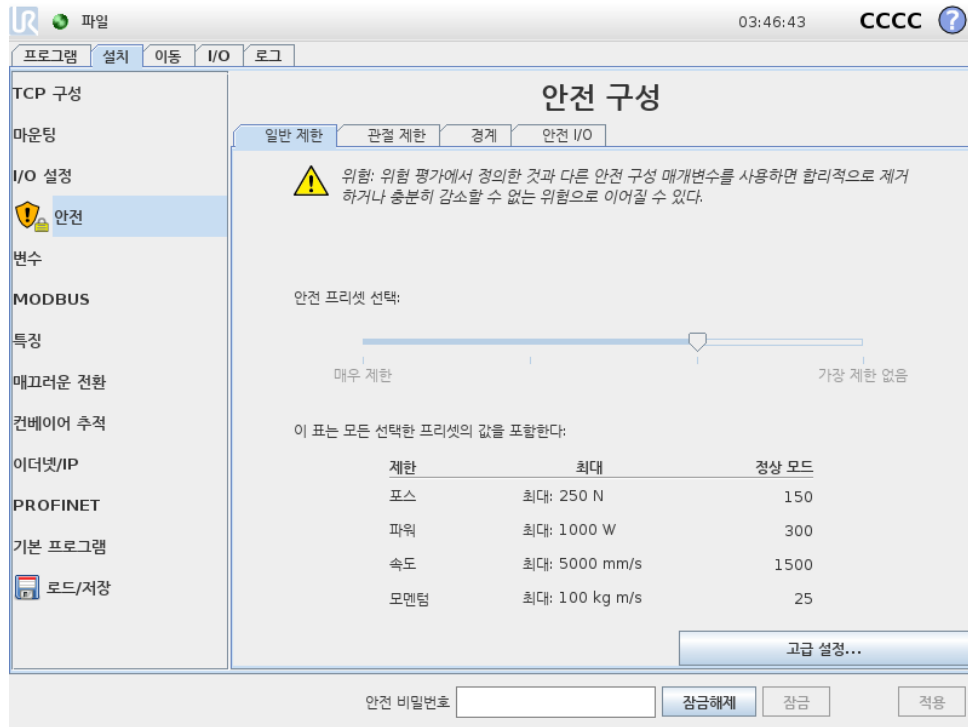 UR 파일 03:46:43 CCCC ?
프로그램 설치 이동 I/O 로그
TCP 구성
마운팅
I/O 설정
안전
변수
MODBUS
특징
매끄러운 전환
컨베이어 추적
이더넷/IP
PROFINET
기본 프로그램
로드/저장
안전 구성
일반 제한 관절 제한 경계 안전 I/O
위험: 위험 평가에서 정의한 것과 다른 안전 구성 매개변수를 사용하면 합리적으로 제거
하거나 충분히 감소할 수 없는 위험으로 이어질 수 있다.
안전 프리셋 선택:
매우 제한 가장 제한 없음
이 표는 모든 선택한 프리셋의 값을 포함한다:
제한 최대 정상 모드
포스 최대: 250 N 150
파워 최대: 1000 W 300
속도 최대: 5000 mm/s 1500
모멘텀 최대: 100 kg m/s 25
고급 설정...
안전 비밀번호 잠금해제 잠금 적용